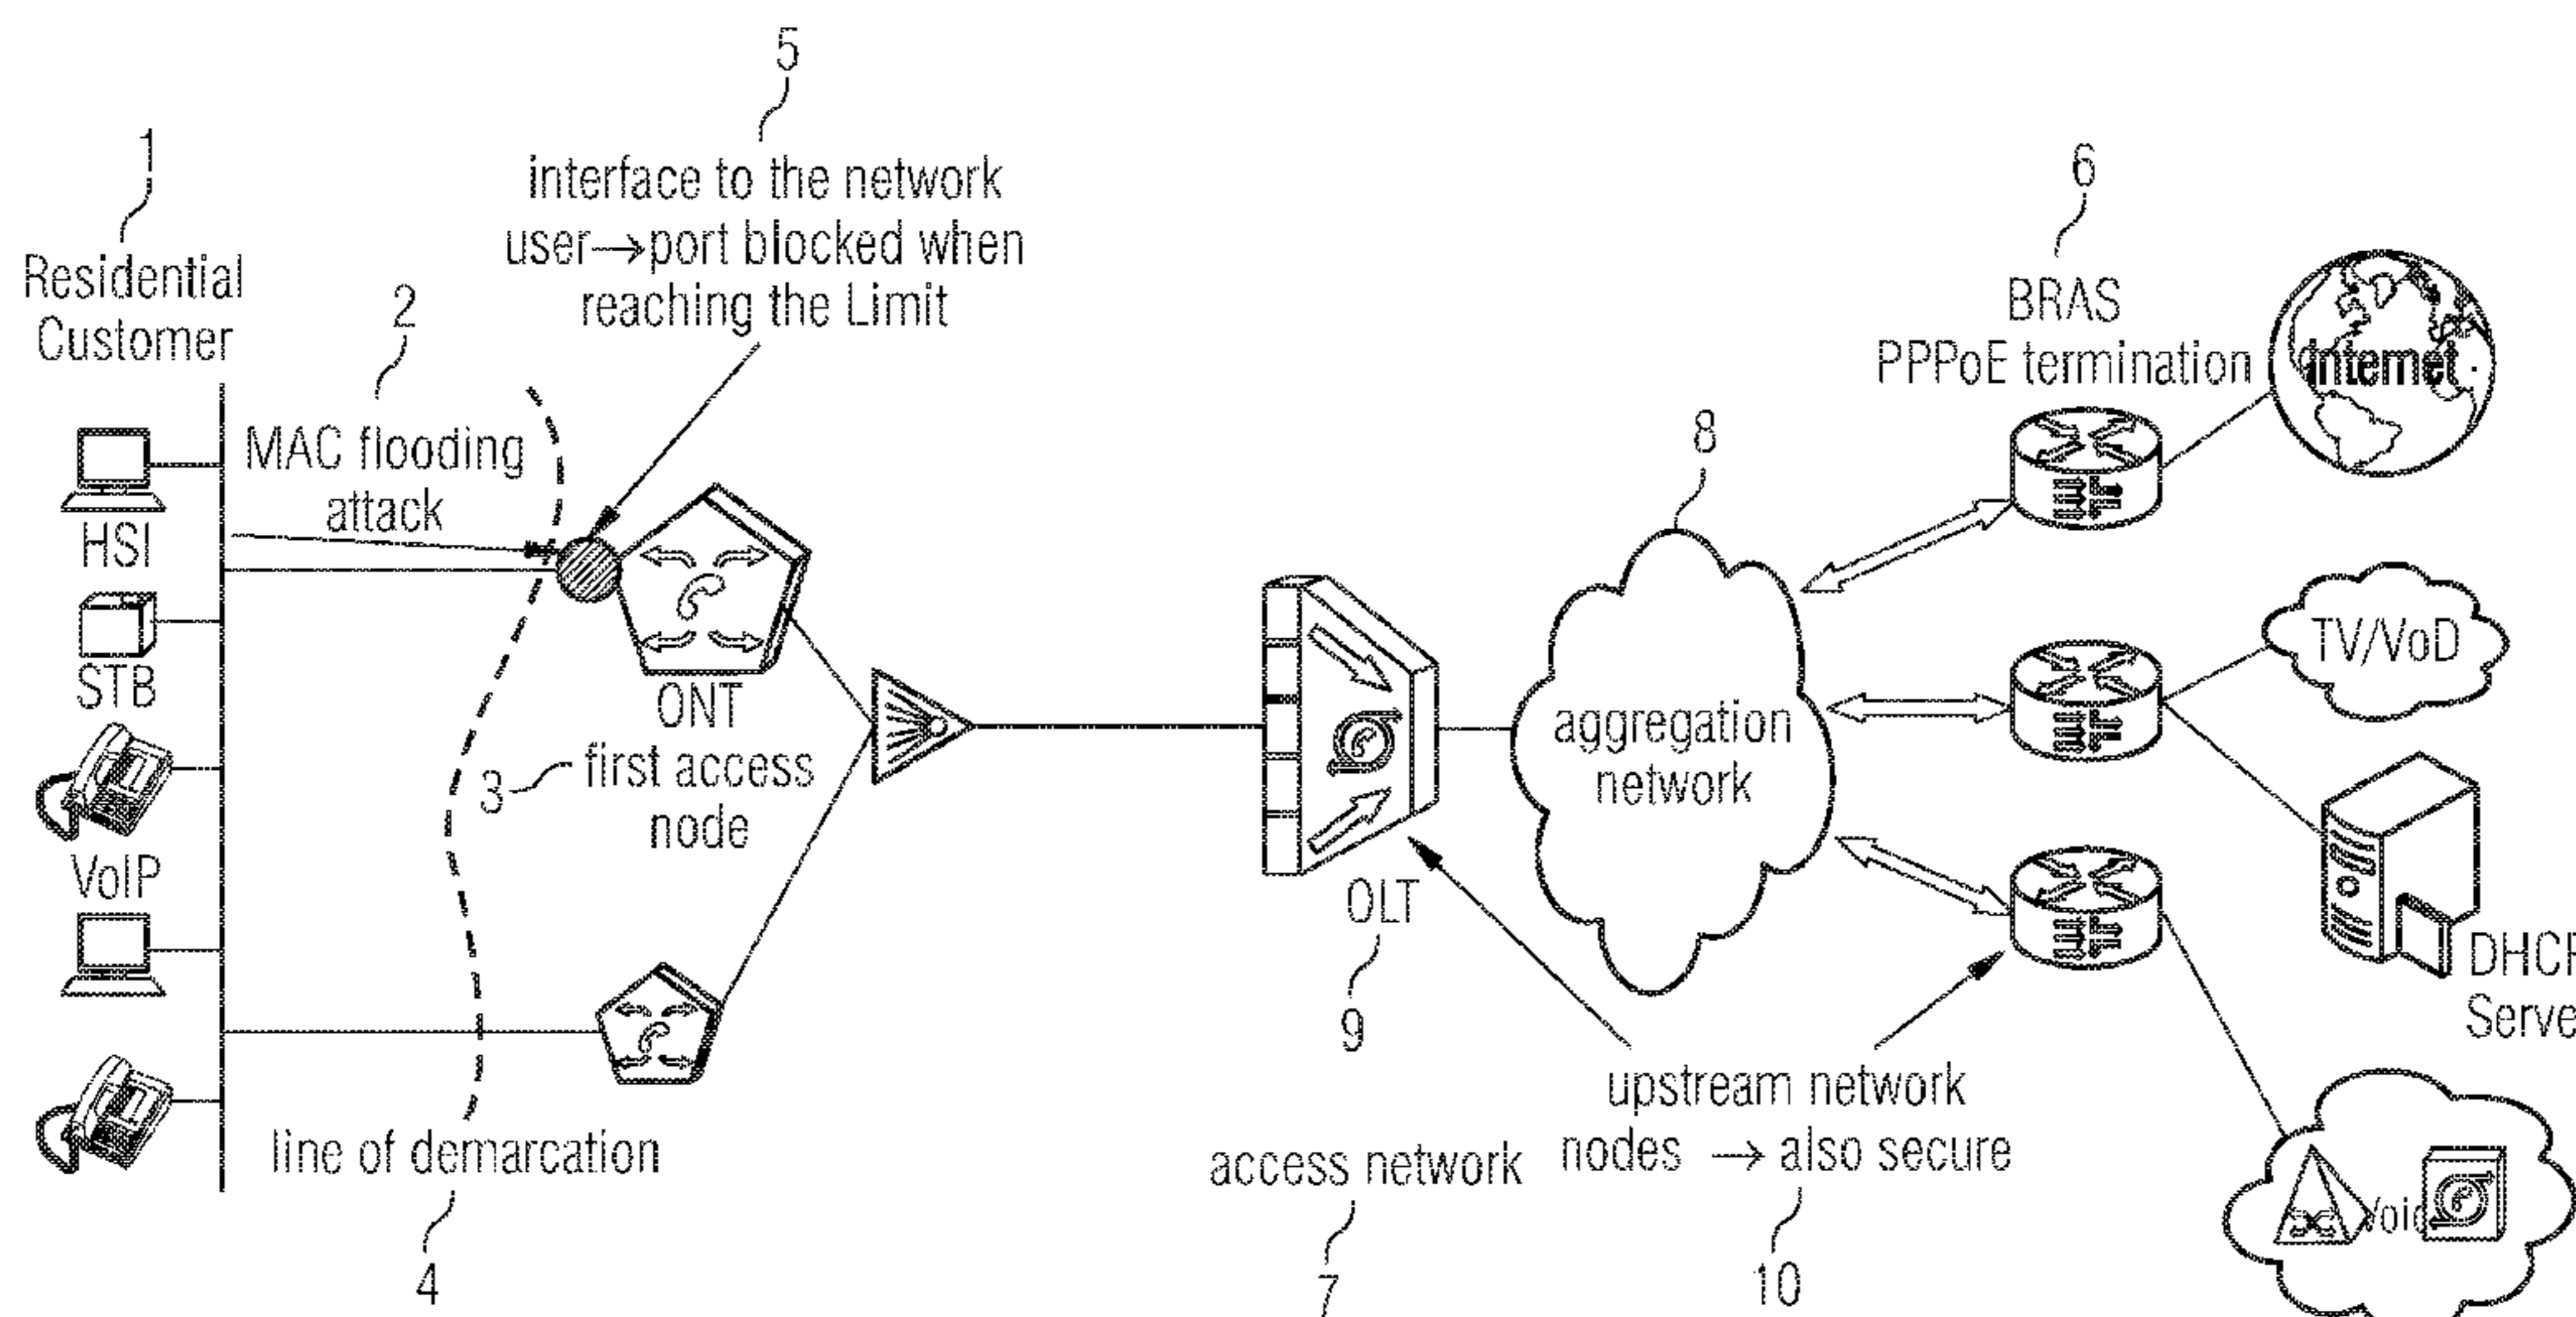 5
interface to the network
user→port blocked when
reaching the Limit
1
Residential
Customer
2
MAC flooding
attack
HSI
STB
VoIP
ONT
3
first access
node
line of demarcation
4
6
BRAS
PPPoE termination
internet
8
aggregation
network
TV/VoD
OLT
9
upstream network
nodes → also secure
10
access network
7